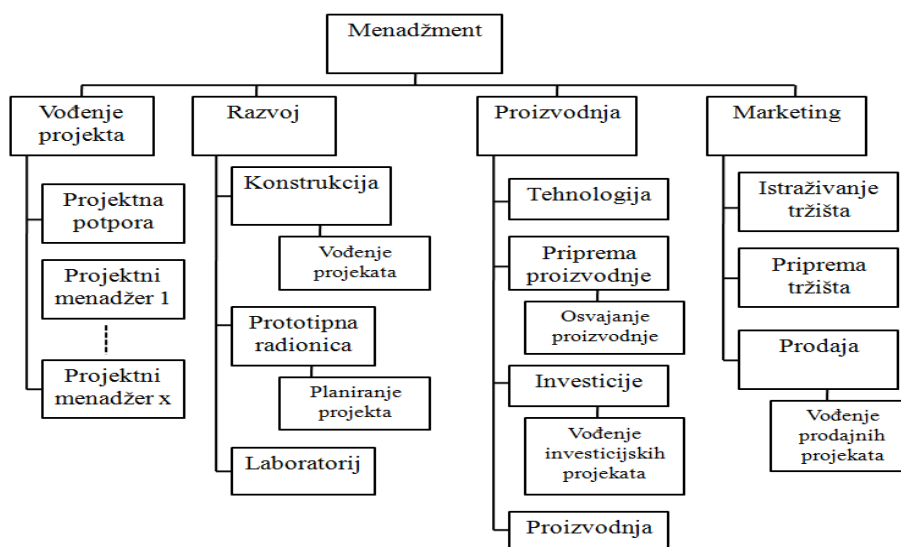 Menadžment
Vođenje
projekta
Projektna
potpora
Projektni
menadžer 1
Projektni
menadžer x
Razvoj
Konstrukcija
Vođenje
projekata
Prototipna
radionica
Planiranje
projekta
Laboratorij
Proizvodnja
Tehnologija
Priprema
proizvodnje
Osvajanje
proizvodnje
Investicije
Vođenje
investicijskih
projekata
Proizvodnja
Marketing
Istraživanje
tržišta
Priprema
tržišta
Prodaja
Vođenje
prodajnih
projekata